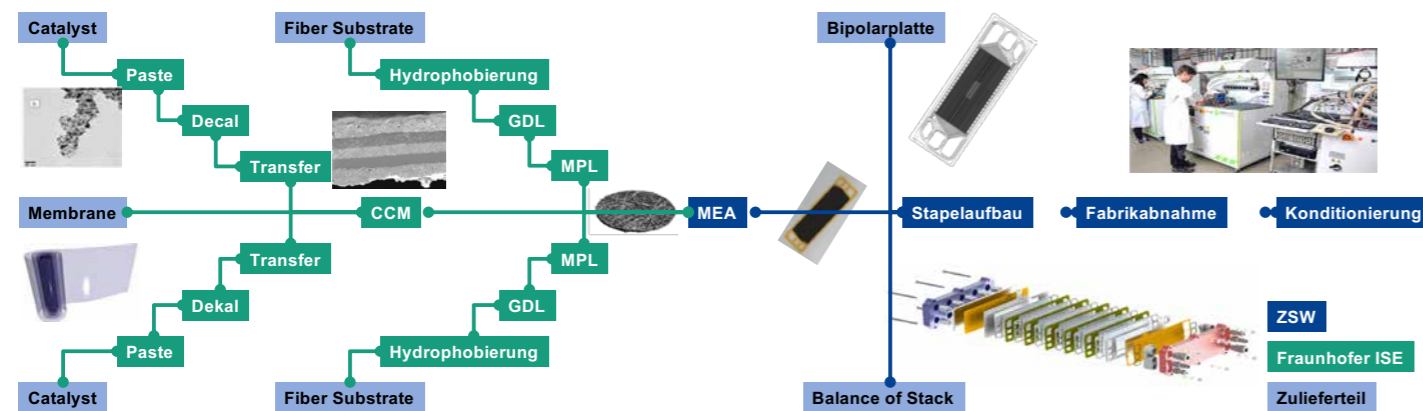 Catalyst
Fiber Substrate
Bipolarplatte
Paste
Hydrophobierung
Decal
GDL
Transfer
MPL
Membrane
CCM
MEA
Stapelaufbau
Fabrikabnahme
Konditionierung
Transfer
MPL
Dekal
GDL
ZSW
Paste
Hydrophobierung
Fraunhofer ISE
Catalyst
Fiber Substrate
Balance of Stack
Zulieferteil